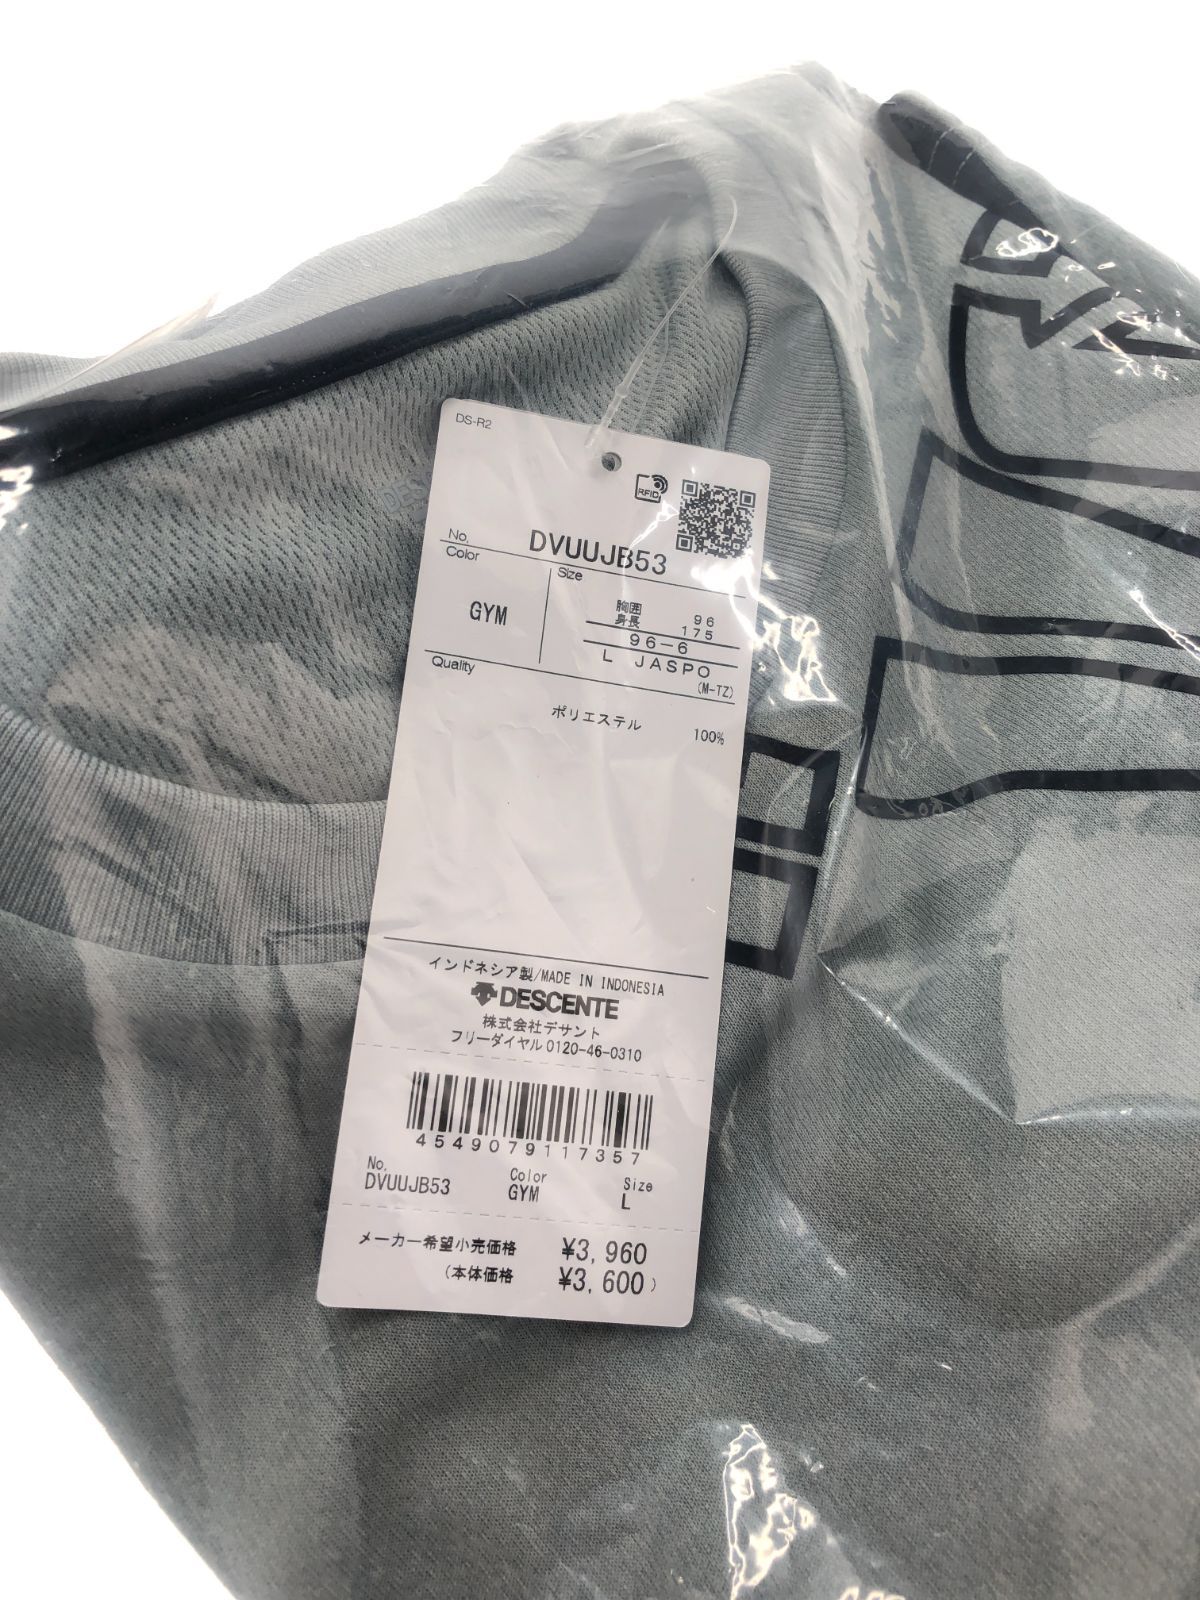 DS-R2
RFID
No. DVUUJB53
Color Size
GYM
胸囲 96
身長 175
96-6
L JASPO
(M-TZ)
Quality
ポリエステル 100%
インドネシア製/MADE IN INDONESIA
DESCENTE
株式会社デサント
フリーダイヤル 0120-46-0310
4549079117357
No. Color Size
DVUUJB53 GYM L
メーカー希望小売価格 ¥3,960
(本体価格 ¥3,600)